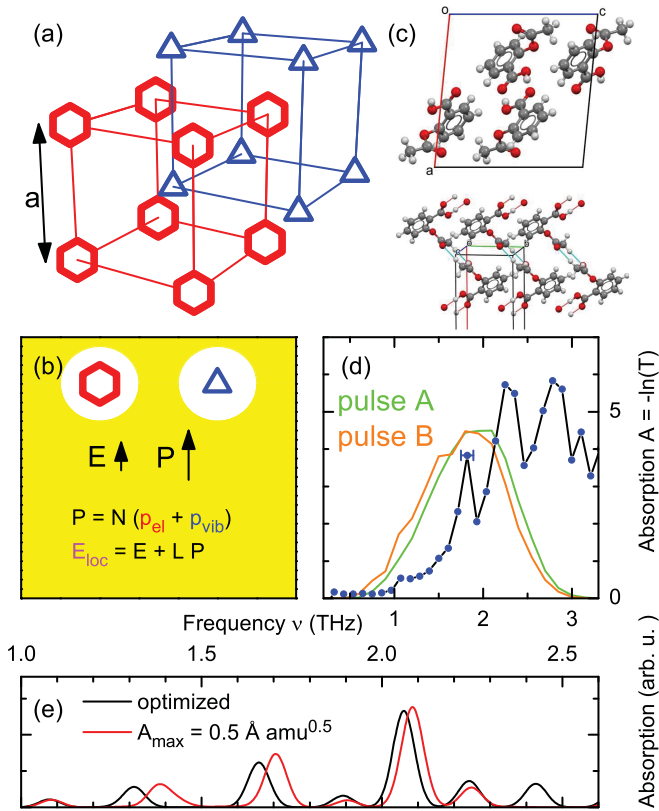 (a)
a
(c)
o
c
a
(b)
E P
P = N (p_el + p_vib)
E_loc = E + L P
(d)
pulse A
pulse B
5
0
Absorption A = -ln(T)
1 2 3
Frequency ν (THz)
1.0 1.5 2.0 2.5
(e)
optimized
A_max = 0.5 Å amu^0.5
Absorption (arb. u.)